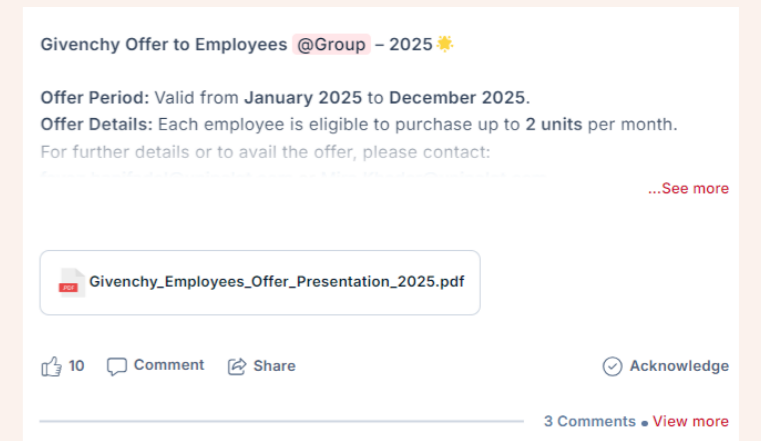 Givenchy Offer to Employees @Group – 2025🌟
Offer Period: Valid from January 2025 to December 2025.
Offer Details: Each employee is eligible to purchase up to 2 units per month.
For further details or to avail the offer, please contact:
...See more
PDF
Givenchy_Employees_Offer_Presentation_2025.pdf
10 Comment Share Acknowledge
3 Comments • View more